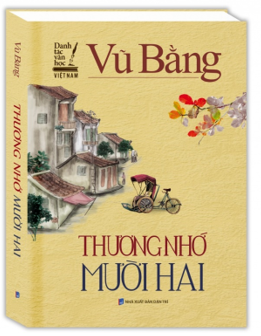 Danh
tác văn
học
VIỆT NAM
Vũ Bằng
THƯƠNG NHỚ
MƯỜI HAI
Vũ Bằng
THƯƠNG NHỚ MƯỜI HAI